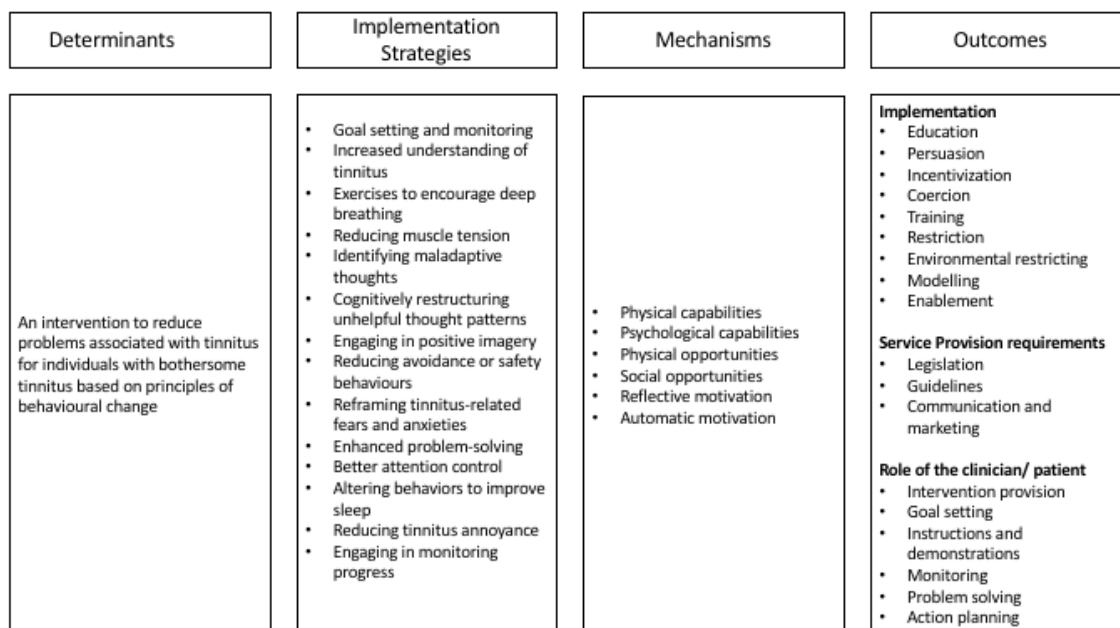 Determinants
Implementation
Strategies
Mechanisms
Outcomes
An intervention to reduce
problems associated with tinnitus
for individuals with bothersome
tinnitus based on principles of
behavioural change
• Goal setting and monitoring
• Increased understanding of
tinnitus
• Exercises to encourage deep
breathing
• Reducing muscle tension
• Identifying maladaptive
thoughts
• Cognitively restructuring
unhelpful thought patterns
• Engaging in positive imagery
• Reducing avoidance or safety
behaviours
• Reframing tinnitus-related
fears and anxieties
• Enhanced problem-solving
• Better attention control
• Altering behaviors to improve
sleep
• Reducing tinnitus annoyance
• Engaging in monitoring
progress
• Physical capabilities
• Psychological capabilities
• Physical opportunities
• Social opportunities
• Reflective motivation
• Automatic motivation
Implementation
• Education
• Persuasion
• Incentivization
• Coercion
• Training
• Restriction
• Environmental restricting
• Modelling
• Enablement
Service Provision requirements
• Legislation
• Guidelines
• Communication and
marketing
Role of the clinician/ patient
• Intervention provision
• Goal setting
• Instructions and
demonstrations
• Monitoring
• Problem solving
• Action planning